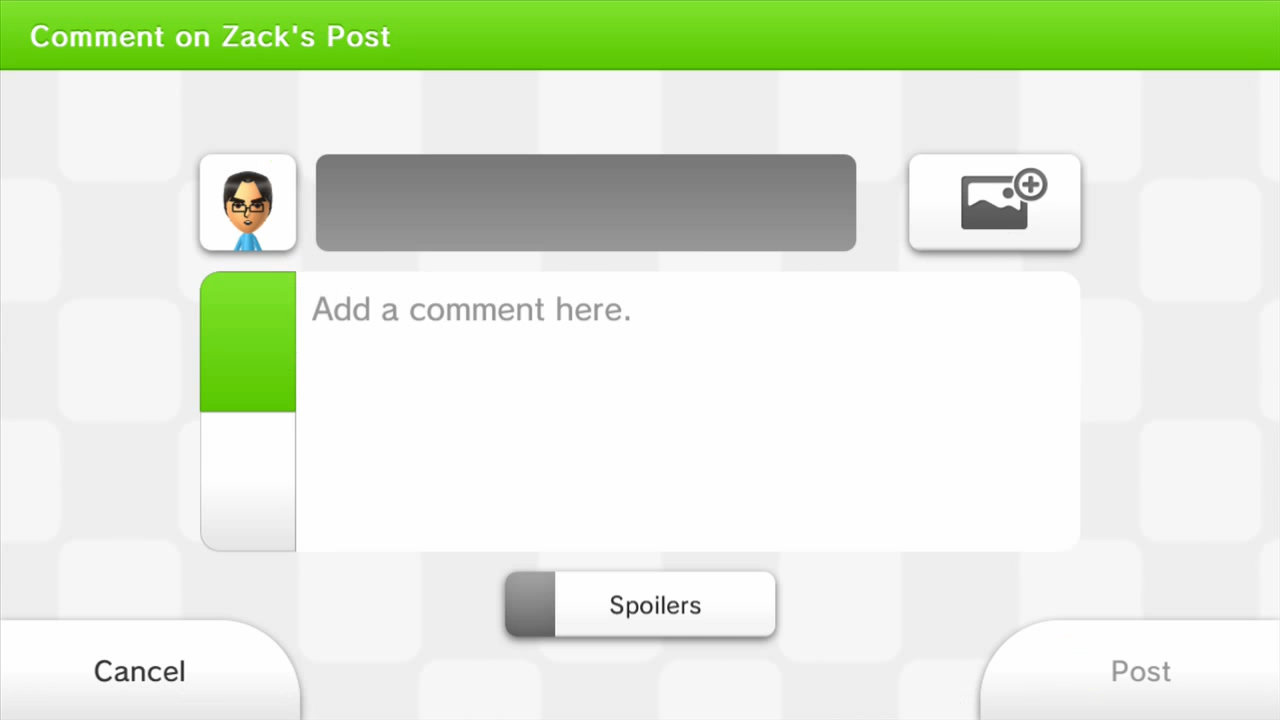 Comment on Zack's Post
Add a comment here.
Spoilers
Cancel
Post